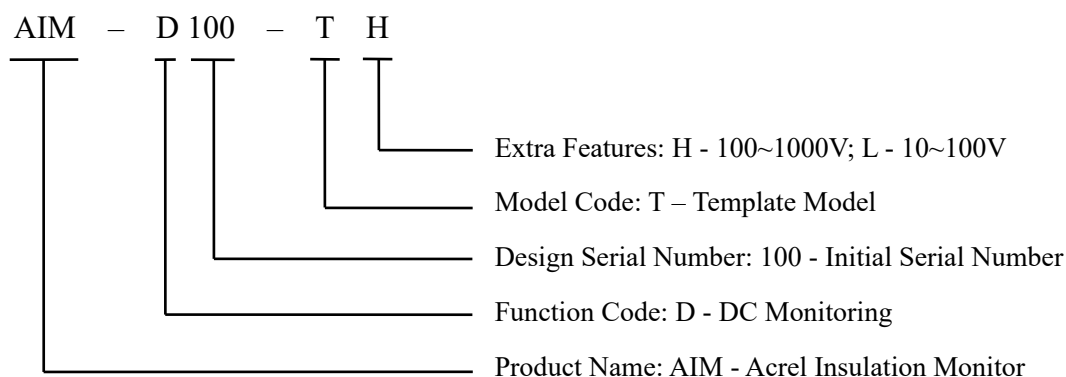 AIM – D 100 – T H
Extra Features: H - 100~1000V; L - 10~100V
Model Code: T – Template Model
Design Serial Number: 100 - Initial Serial Number
Function Code: D - DC Monitoring
Product Name: AIM - Acrel Insulation Monitor